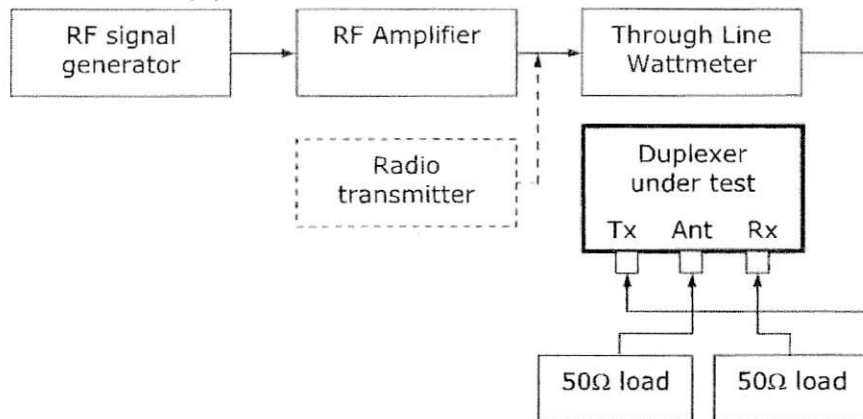 RF signal
generator
RF Amplifier
Through Line
Wattmeter
Radio
transmitter
Duplexer
under test
Tx Ant Rx
50Ω load
50Ω load